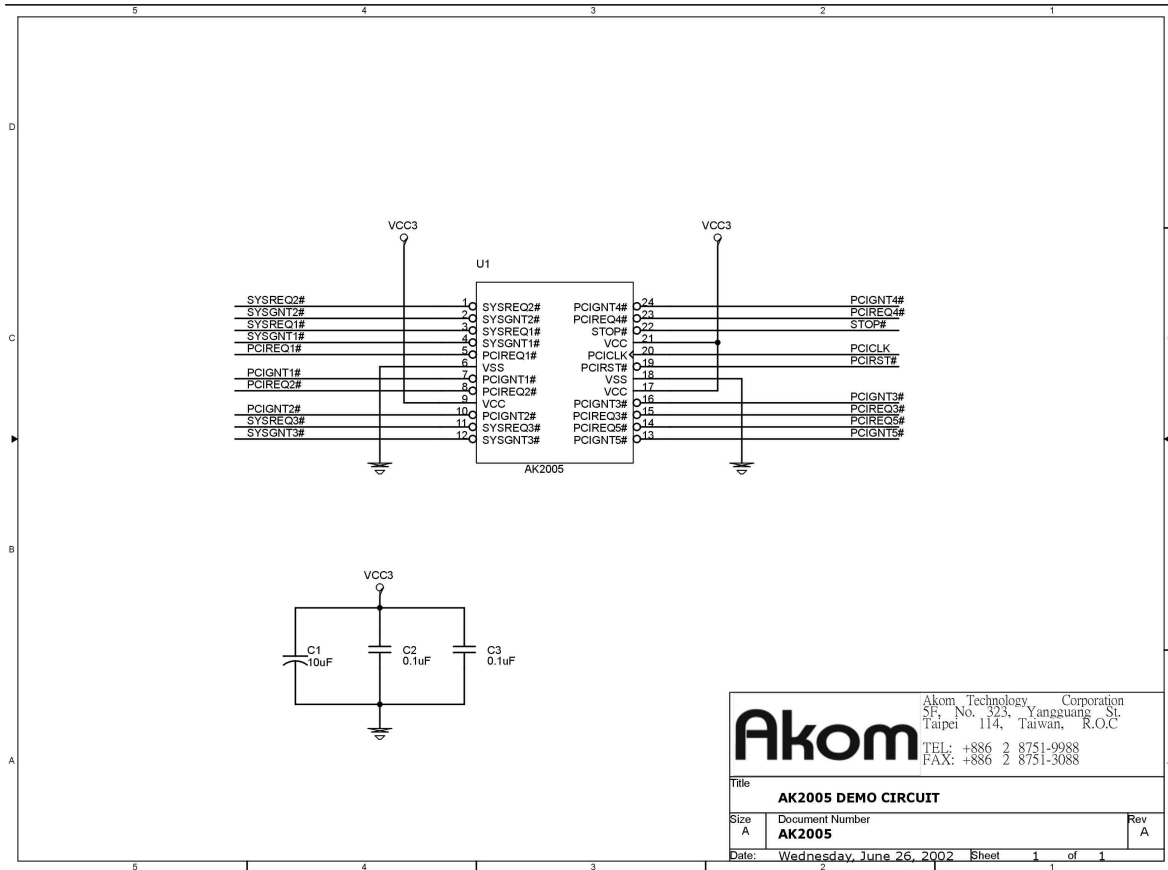 5 4 3 2 1
D
C
B
A
VCC3
VCC3
U1
SYSREQ2# 1 SYSREQ2# PCIGNT4# 24 PCIGNT4#
SYSGNT2# 2 SYSGNT2# PCIREQ4# 23 PCIREQ4#
SYSREQ1# 3 SYSREQ1# STOP# 22 STOP#
SYSGNT1# 4 SYSGNT1# VCC 21
PCIREQ1# 5 PCIREQ1# PCICLK 20 PCICLK
6 VSS PCIRST# 19 PCIRST#
PCIGNT1# 7 PCIGNT1# VSS 18
PCIREQ2# 8 PCIREQ2# VCC 17
9 VCC PCIGNT3# 16 PCIGNT3#
PCIGNT2# 10 PCIGNT2# PCIREQ3# 15 PCIREQ3#
SYSREQ3# 11 SYSREQ3# PCIREQ5# 14 PCIREQ5#
SYSGNT3# 12 SYSGNT3# PCIGNT5# 13 PCIGNT5#
AK2005
VCC3
C1 C2 C3
10uF 0.1uF 0.1uF
Akom
Akom Technology Corporation
5F, No. 323, Yangguang St.
Taipei 114, Taiwan, R.O.C
TEL: +886 2 8751-9988
FAX: +886 2 8751-3088
Title
AK2005 DEMO CIRCUIT
Size Document Number Rev
A AK2005 A
Date: Wednesday, June 26, 2002 Sheet 1 of 1
5 4 3 2 1